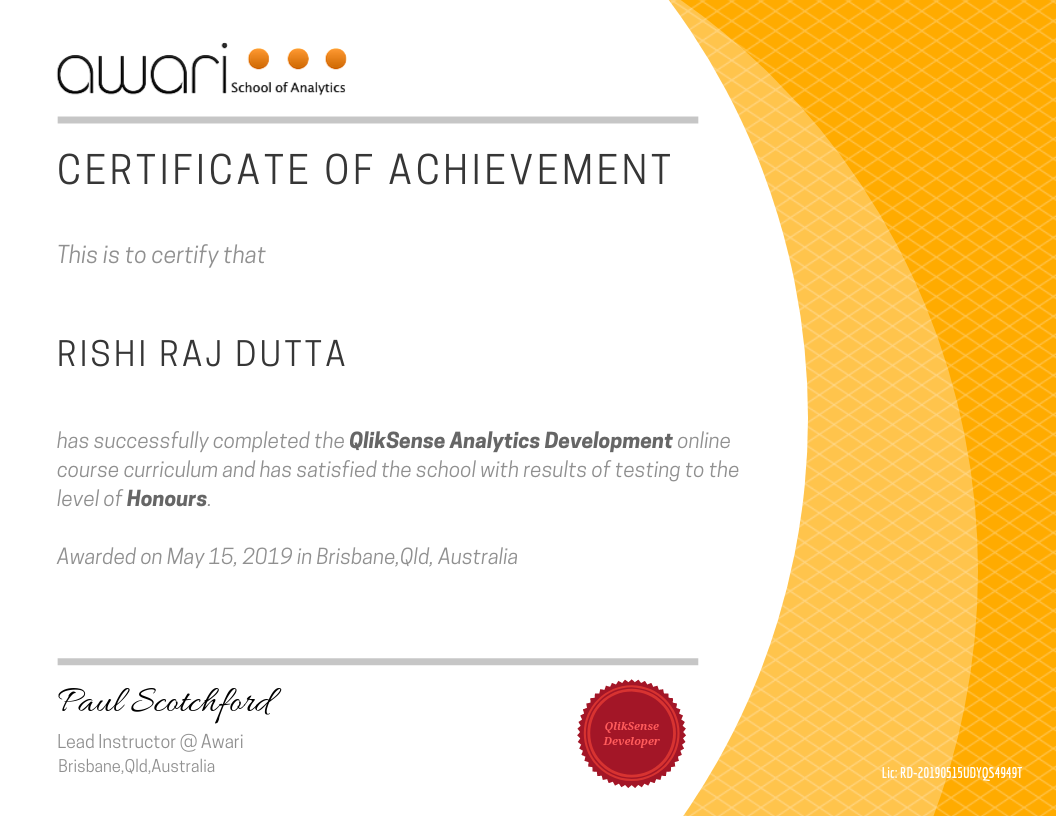 awari
School of Analytics
CERTIFICATE OF ACHIEVEMENT
This is to certify that
RISHI RAJ DUTTA
has successfully completed the QlikSense Analytics Development online
course curriculum and has satisfied the school with results of testing to the
level of Honours.
Awarded on May 15, 2019 in Brisbane,Qld, Australia
Paul Scotchford
Lead Instructor @ Awari
Brisbane,Qld,Australia
QlikSense
Developer
Lic: RD-20190515UDYQS4949T